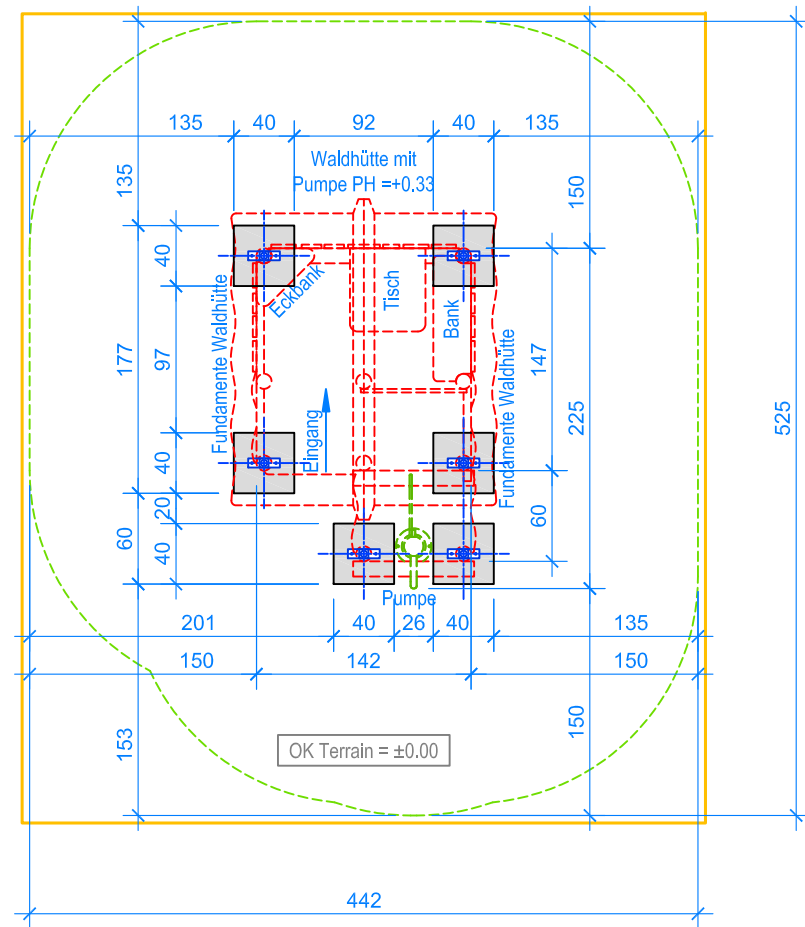 135 40 92 40 135
Waldhütte mit
Pumpe PH =+0.33
135
150
40
Eckbank
Tisch
Bank
Fundamente Waldhütte
Fundamente Waldhütte
177
97
147
225
525
Eingang
40
20
60
40
60
Pumpe
201 40 26 40 135
150 142 150
153
150
OK Terrain = ±0.00
442